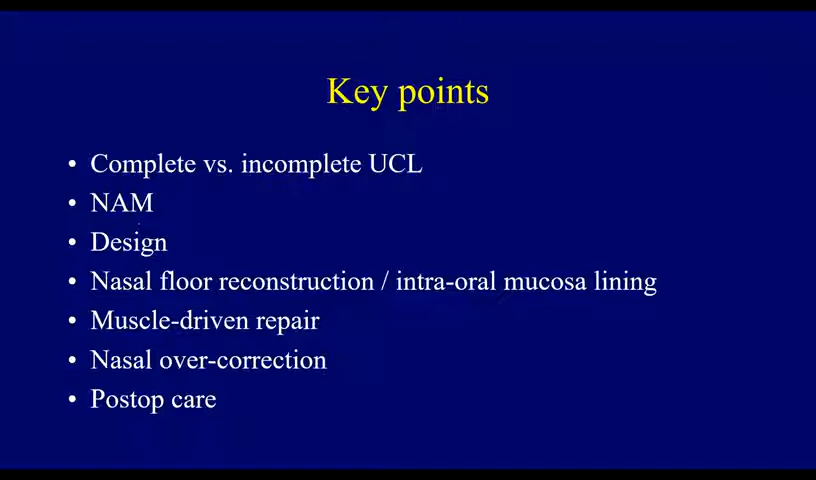 Key points
• Complete vs. incomplete UCL
• NAM
• Design
• Nasal floor reconstruction / intra-oral mucosa lining
• Muscle-driven repair
• Nasal over-correction
• Postop care